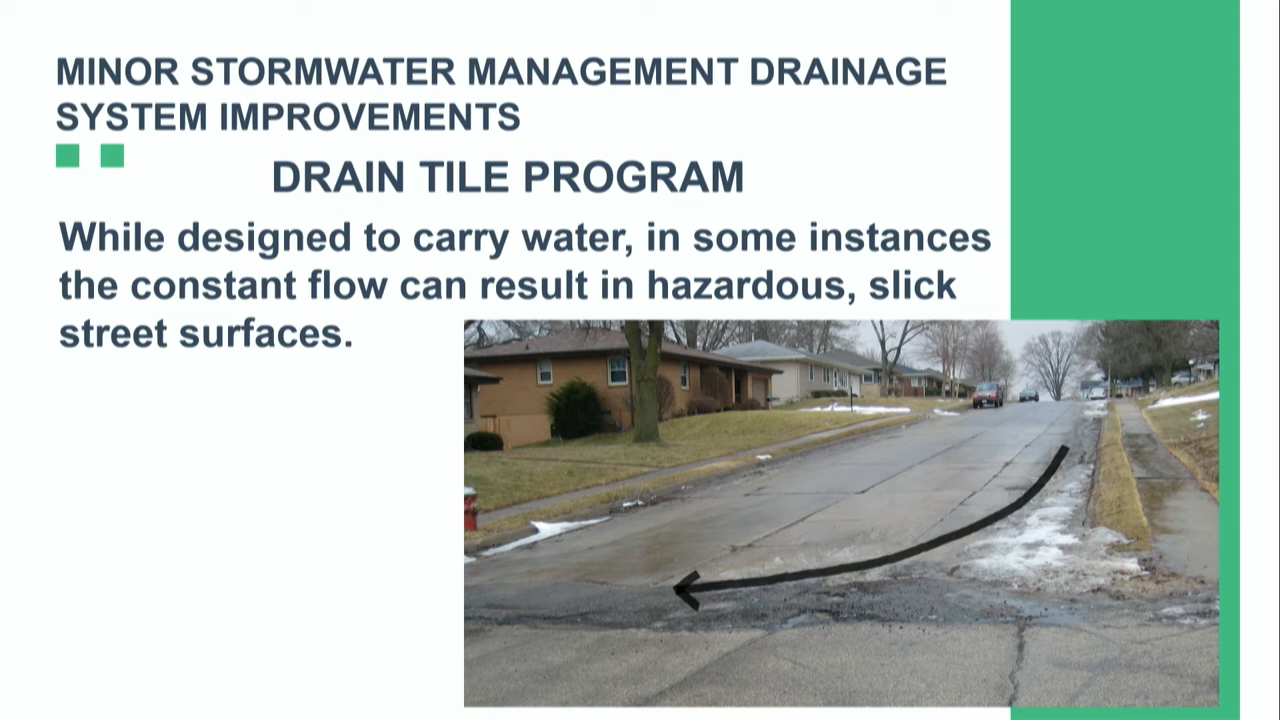 MINOR STORMWATER MANAGEMENT DRAINAGE
SYSTEM IMPROVEMENTS
DRAIN TILE PROGRAM
While designed to carry water, in some instances
the constant flow can result in hazardous, slick
street surfaces.